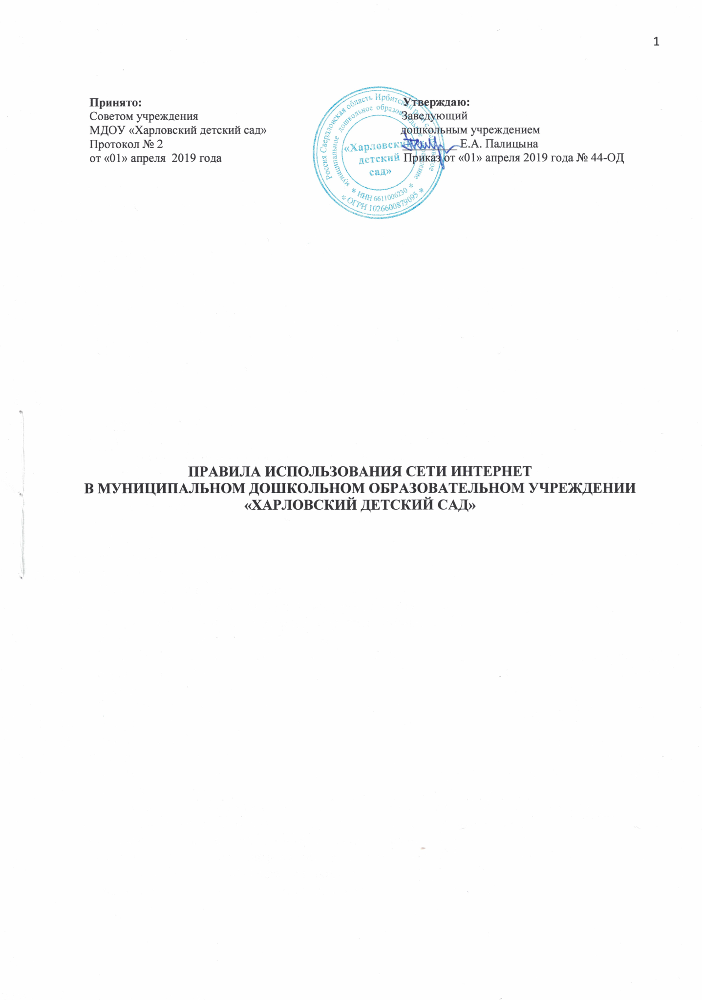 1
Принято:
Советом учреждения
МДОУ «Харловский детский сад»
Протокол № 2
от «01» апреля 2019 года
Утверждаю:
Заведующий
дошкольным учреждением
Е.А. Палицына
Приказ от «01» апреля 2019 года № 44-ОД
Россия Свердловская область Ирбитский
муниципальное дошкольное образовательное учреждение
«Харловский
детский
сад»
* ИНН 6611006230 *
* ОГРН 1026600879095 *
ПРАВИЛА ИСПОЛЬЗОВАНИЯ СЕТИ ИНТЕРНЕТ
В МУНИЦИПАЛЬНОМ ДОШКОЛЬНОМ ОБРАЗОВАТЕЛЬНОМ УЧРЕЖДЕНИИ
«ХАРЛОВСКИЙ ДЕТСКИЙ САД»